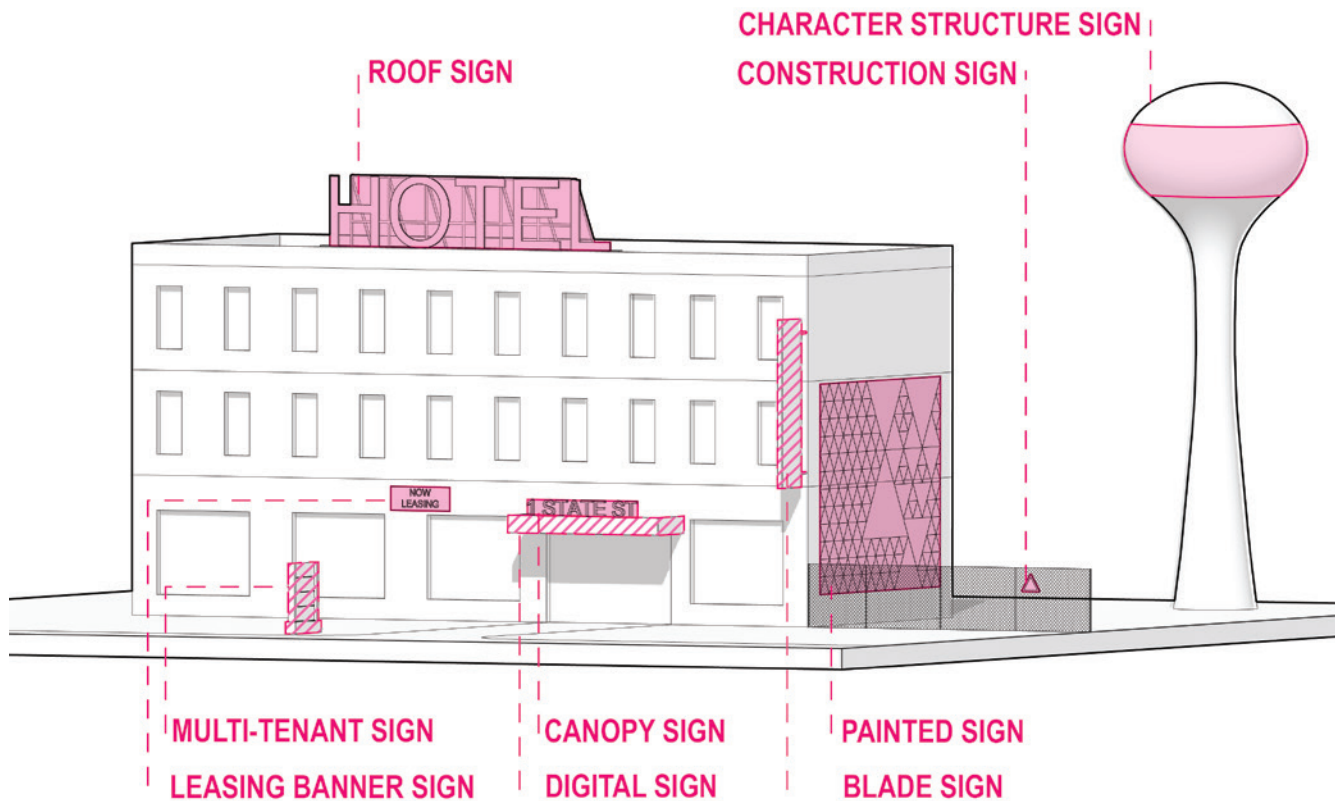 CHARACTER STRUCTURE SIGN
ROOF SIGN
CONSTRUCTION SIGN
HOTEL
NOW
LEASING
1 STATE ST
MULTI-TENANT SIGN
CANOPY SIGN
PAINTED SIGN
LEASING BANNER SIGN
DIGITAL SIGN
BLADE SIGN